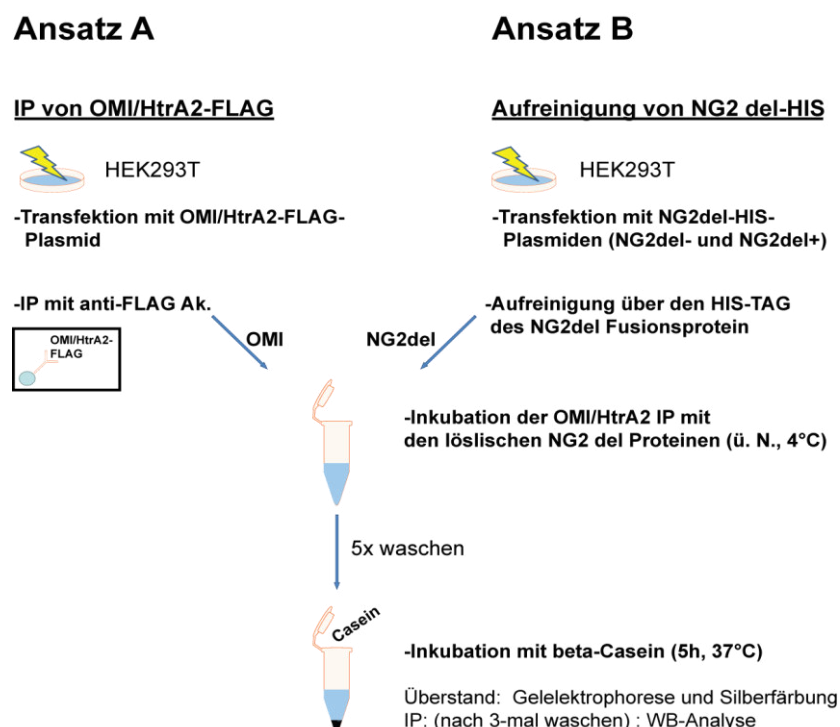 Ansatz A
Ansatz B
IP von OMI/HtrA2-FLAG
Aufreinigung von NG2 del-HIS
HEK293T
HEK293T
-Transfektion mit OMI/HtrA2-FLAG-
Plasmid
-Transfektion mit NG2del-HIS-
Plasmiden (NG2del- und NG2del+)
-IP mit anti-FLAG Ak.
-Aufreinigung über den HIS-TAG
des NG2del Fusionsprotein
OMI/HtrA2-
FLAG
OMI
NG2del
-Inkubation der OMI/HtrA2 IP mit
den löslischen NG2 del Proteinen (ü. N., 4°C)
5x waschen
Casein
-Inkubation mit beta-Casein (5h, 37°C)
Überstand: Gelelektrophorese und Silberfärbung
IP: (nach 3-mal waschen) : WB-Analyse